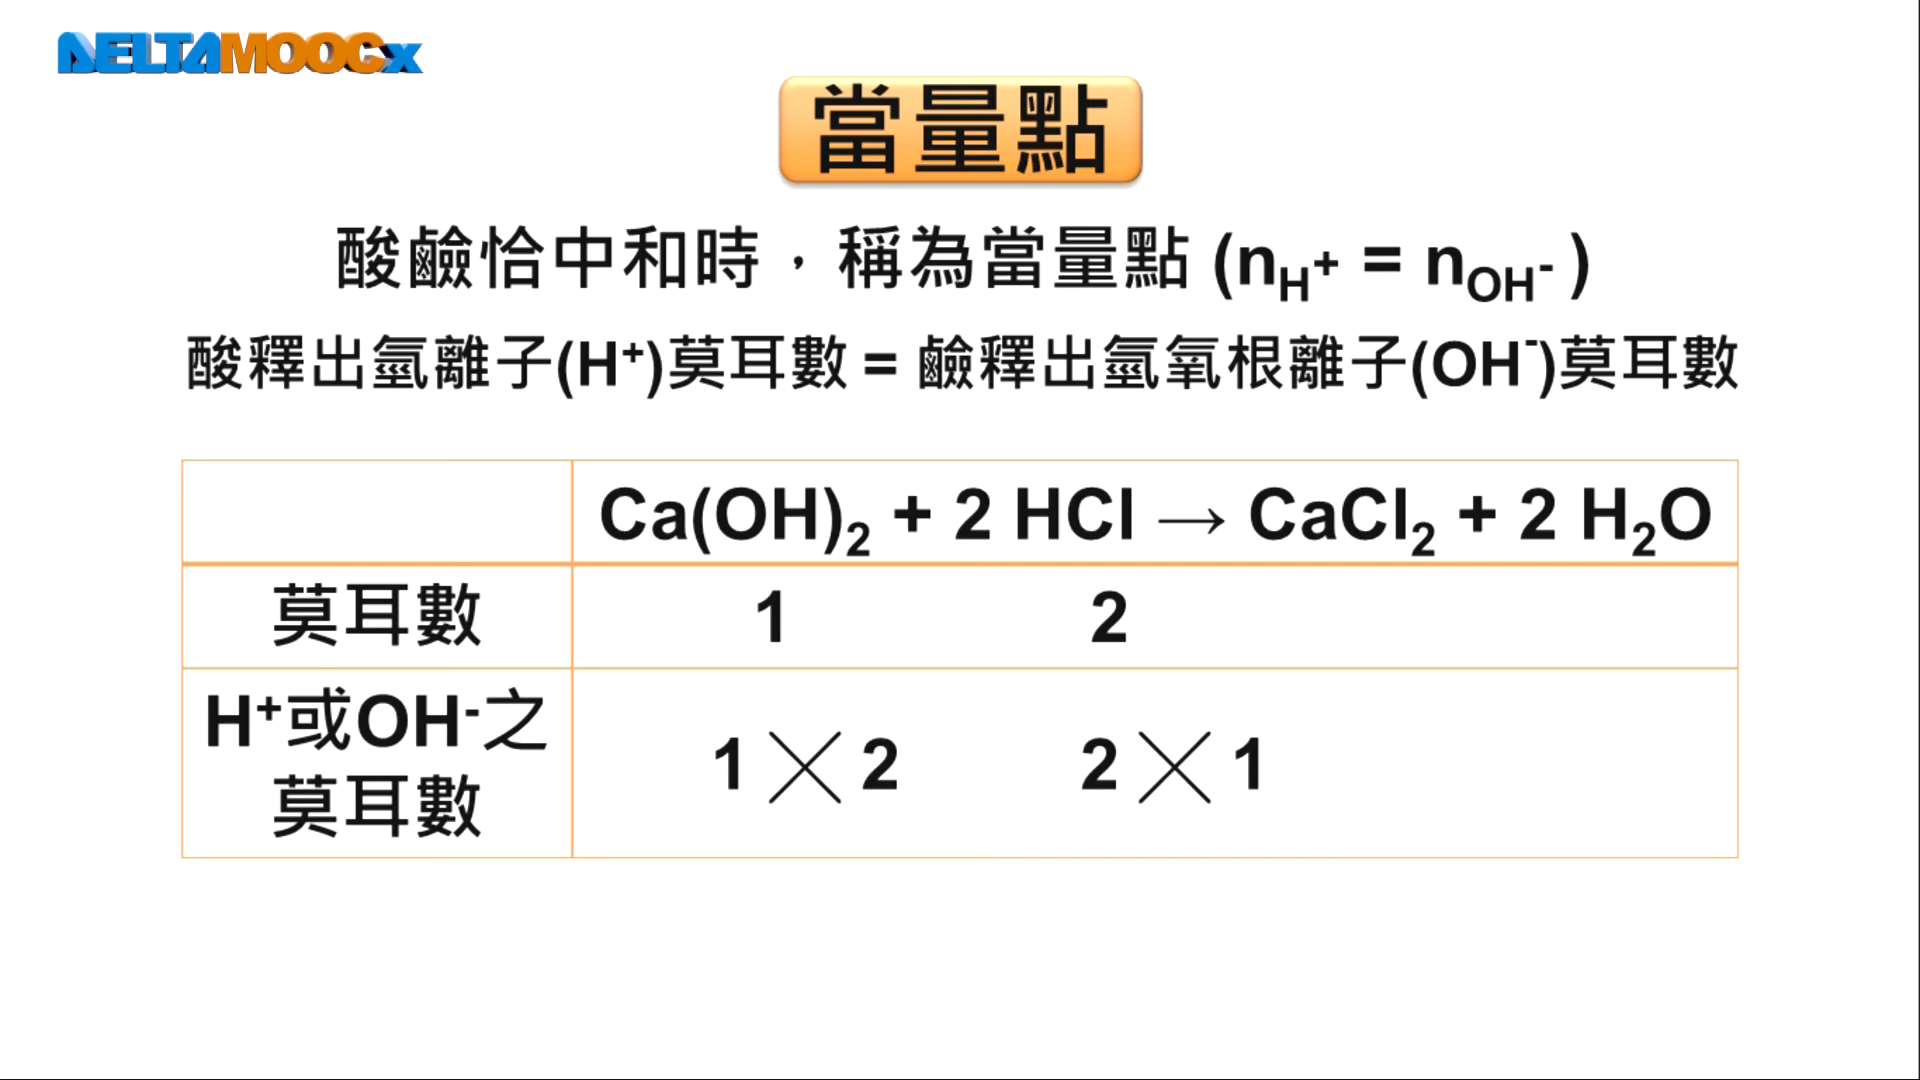 DELTAMOOCx
當量點
酸鹼恰中和時，稱為當量點 (nH+ = nOH- )
酸釋出氫離子(H+)莫耳數 = 鹼釋出氫氧根離子(OH-)莫耳數
Ca(OH)2 + 2 HCl → CaCl2 + 2 H2O
莫耳數 1 2
H+或OH-之
莫耳數
1 × 2 2 × 1